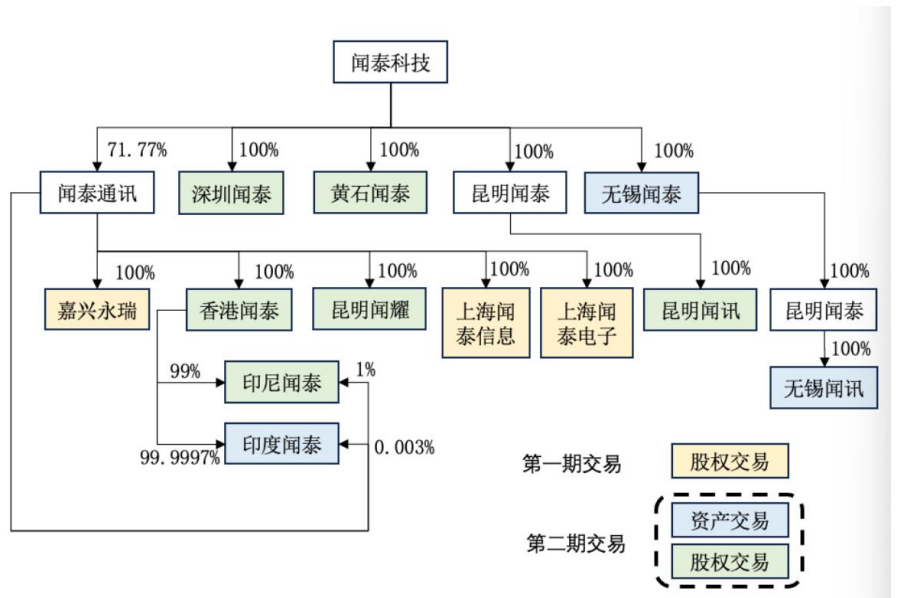 闻泰科技
71.77%
100%
100%
100%
100%
闻泰通讯
深圳闻泰
黄石闻泰
昆明闻泰
无锡闻泰
100%
100%
100%
100%
100%
100%
100%
嘉兴永瑞
香港闻泰
昆明闻耀
上海闻
泰信息
上海闻
泰电子
昆明闻讯
昆明闻泰
100%
无锡闻讯
99%
印尼闻泰
1%
99.9997%
印度闻泰
0.003%
第一期交易
股权交易
第二期交易
资产交易
股权交易